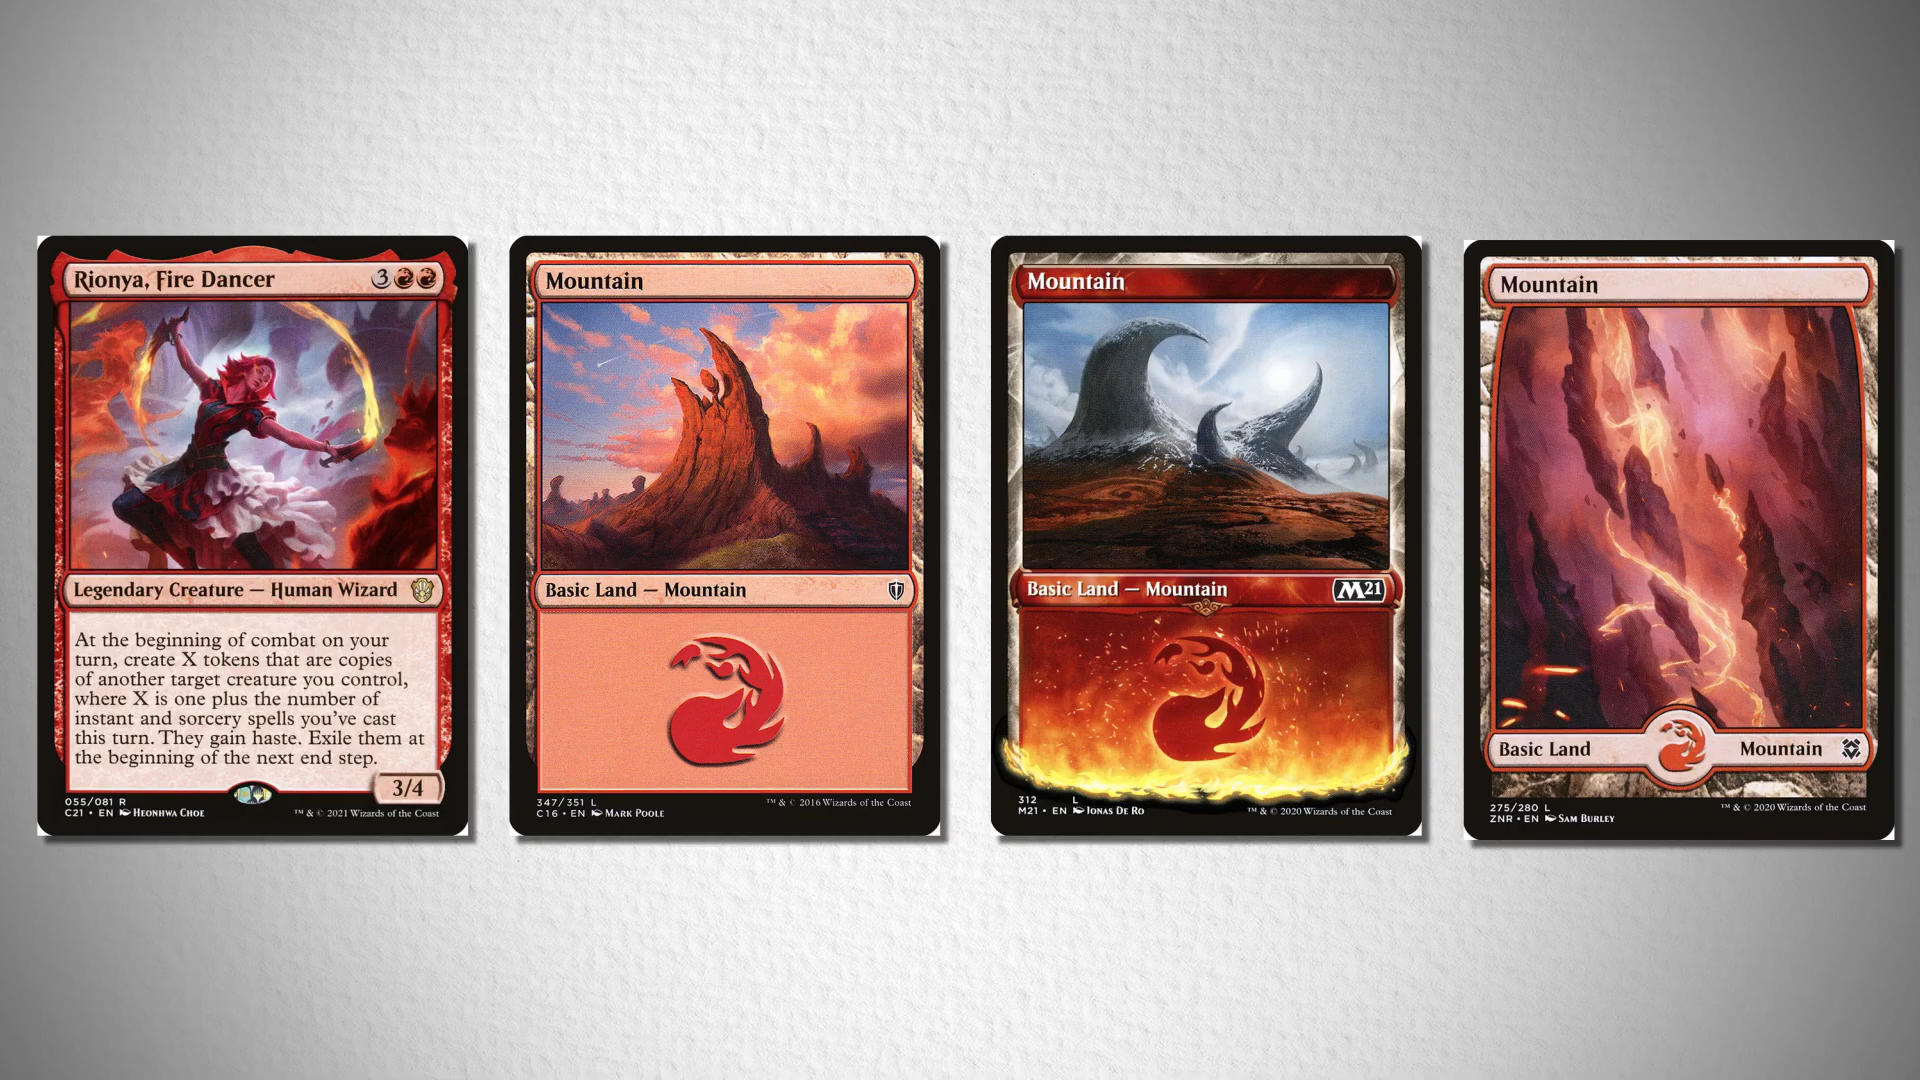 Rionya, Fire Dancer 3
Legendary Creature — Human Wizard
At the beginning of combat on your
turn, create X tokens that are copies
of another target creature you control,
where X is one plus the number of
instant and sorcery spells you've cast
this turn. They gain haste. Exile them at
the beginning of the next end step.
3/4
055/081 R
C21 • EN HEONHWA CHOE
™ & © 2021 Wizards of the Coast
Mountain
Basic Land — Mountain
347/351 L
C16 • EN MARK POOLE
™ & © 2016 Wizards of the Coast
Mountain
Basic Land — Mountain M21
312 L
M21 • EN JONAS DE RO
™ & © 2020 Wizards of the Coast
Mountain
Basic Land Mountain
275/280 L
ZNR • EN SAM BURLEY
™ & © 2020 Wizards of the Coast